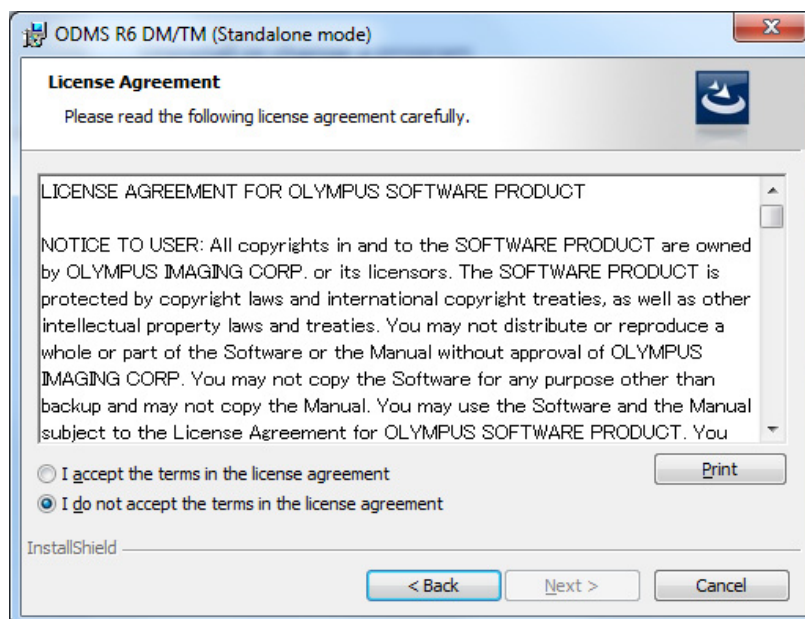 ODMS R6 DM/TM (Standalone mode)
License Agreement
Please read the following license agreement carefully.
LICENSE AGREEMENT FOR OLYMPUS SOFTWARE PRODUCT
NOTICE TO USER: All copyrights in and to the SOFTWARE PRODUCT are owned
by OLYMPUS IMAGING CORP. or its licensors. The SOFTWARE PRODUCT is
protected by copyright laws and international copyright treaties, as well as other
intellectual property laws and treaties. You may not distribute or reproduce a
whole or part of the Software or the Manual without approval of OLYMPUS
IMAGING CORP. You may not copy the Software for any purpose other than
backup and may not copy the Manual. You may use the Software and the Manual
subject to the License Agreement for OLYMPUS SOFTWARE PRODUCT. You
I accept the terms in the license agreement
Print
I do not accept the terms in the license agreement
InstallShield
< Back
Next >
Cancel